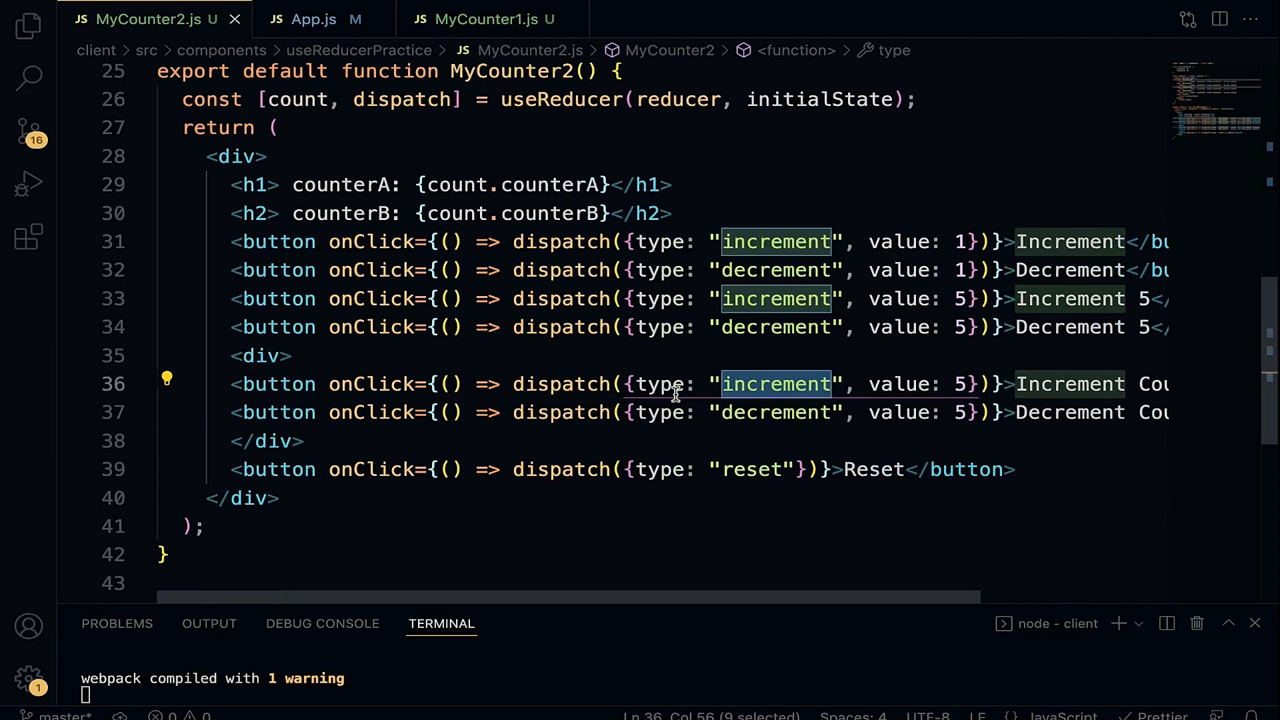 JS MyCounter2.js U
JS App.js M
JS MyCounter1.js U
client > src > components > useReducerPractice > JS MyCounter2.js > MyCounter2 > <function> > type
25 export default function MyCounter2() {
26 const [count, dispatch] = useReducer(reducer, initialState);
27 return (
28 <div>
29 <h1> counterA: {count.counterA}</h1>
30 <h2> counterB: {count.counterB}</h2>
31 <button onClick={() => dispatch({type: "increment", value: 1})}>Increment</bu
32 <button onClick={() => dispatch({type: "decrement", value: 1})}>Decrement</bu
33 <button onClick={() => dispatch({type: "increment", value: 5})}>Increment 5</
34 <button onClick={() => dispatch({type: "decrement", value: 5})}>Decrement 5</
35 <div>
36 <button onClick={() => dispatch({type: "increment", value: 5})}>Increment Cou
37 <button onClick={() => dispatch({type: "decrement", value: 5})}>Decrement Cou
38 </div>
39 <button onClick={() => dispatch({type: "reset"})}>Reset</button>
40 </div>
41 );
42 }
43
16
1
PROBLEMS OUTPUT DEBUG CONSOLE TERMINAL node - client
webpack compiled with 1 warning
master* 0 0 Ln 36, Col 56 (9 selected) Spaces: 4 UTF-8 LF {} JavaScript Prettier